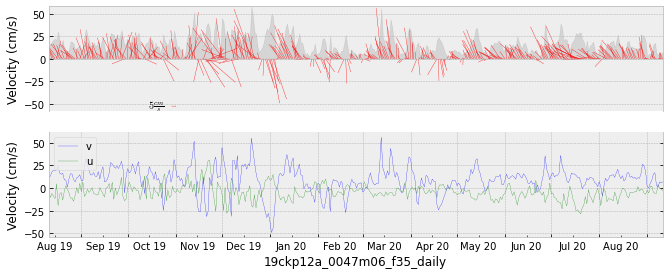 50
25
0
−25
−50
Velocity (cm/s)
5 cm/s
50
25
0
−25
−50
Velocity (cm/s)
v
u
Aug 19 Sep 19 Oct 19 Nov 19 Dec 19 Jan 20 Feb 20 Mar 20 Apr 20 May 20 Jun 20 Jul 20 Aug 20
19ckp12a_0047m06_f35_daily